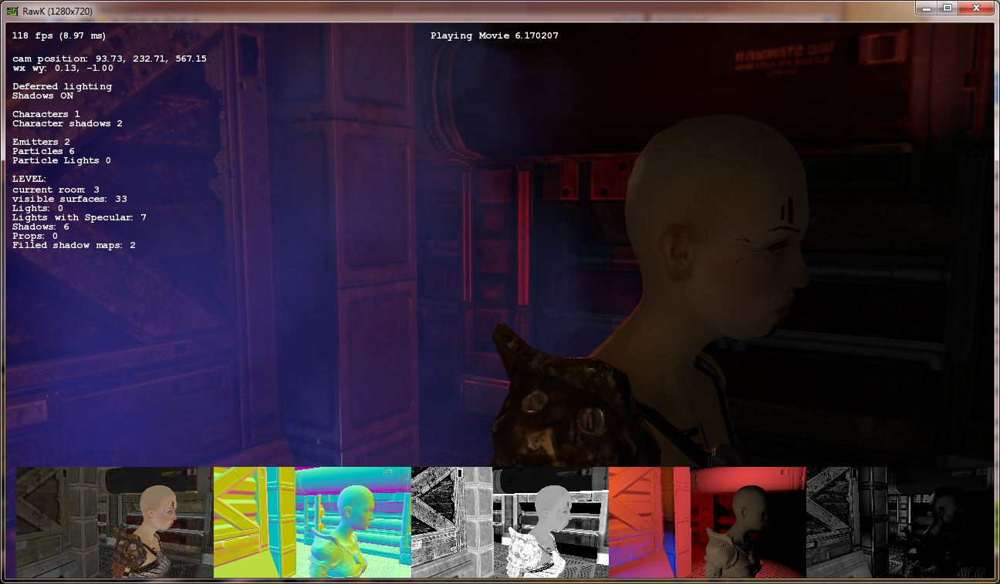 RawK (1280x720)
118 fps (8.97 ms)
Playing Movie 6.170207
cam position: 93.73, 232.71, 567.15
wx wy: 0.13, -1.00
Deferred lighting
Shadows ON
Characters 1
Character shadows 2
Emitters 2
Particles 6
Particle Lights 0
LEVEL:
current room: 3
visible surfaces: 33
Lights: 0
Lights with Specular: 7
Shadows: 6
Props: 0
Filled shadow maps: 2